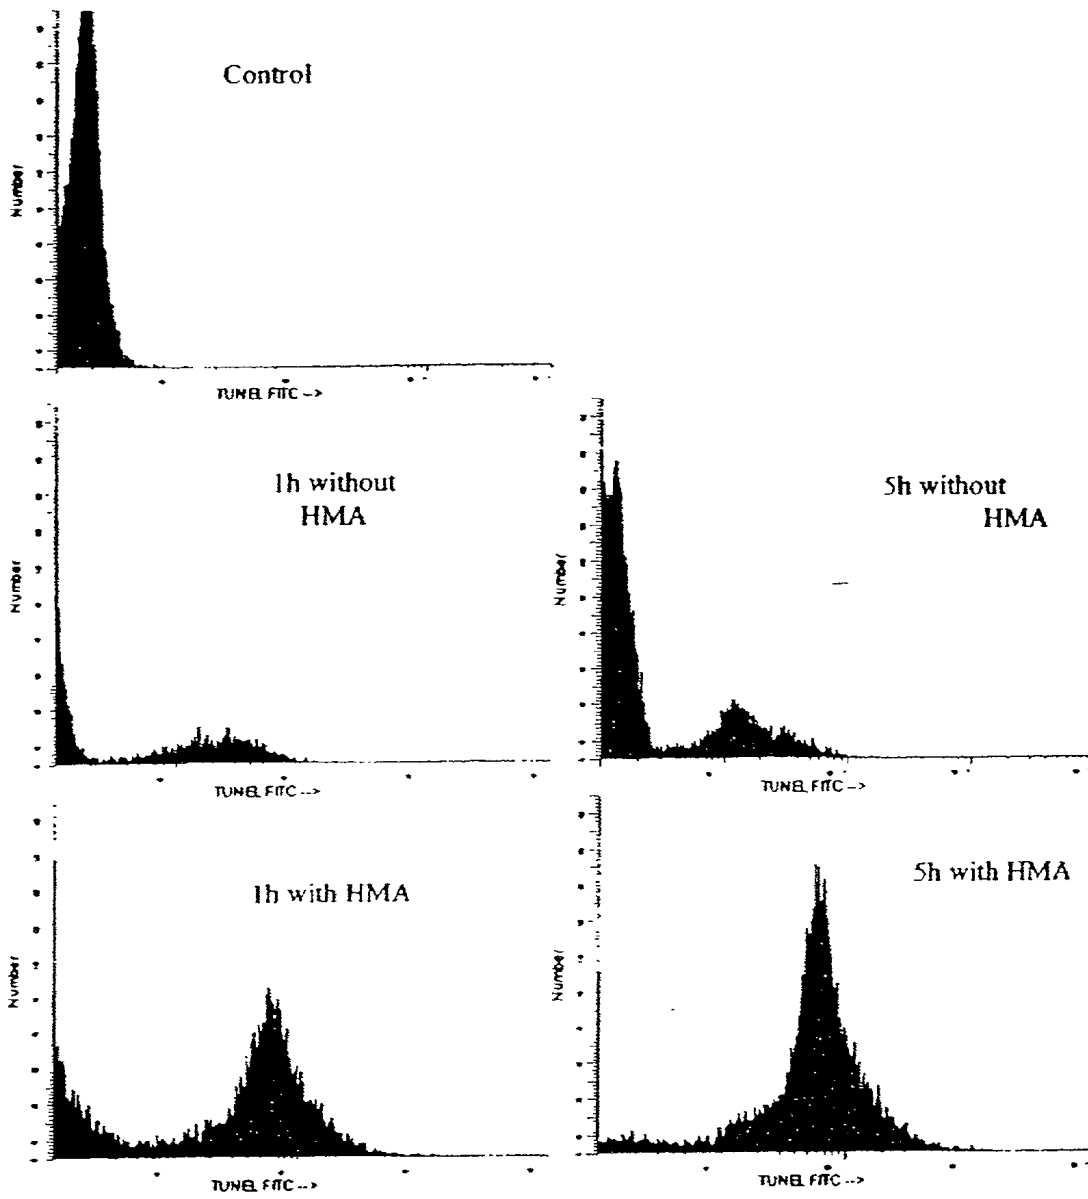 Control
Number
TUNEL FITC -->
1h without
HMA
Number
TUNEL FITC -->
5h without
HMA
Number
TUNEL FITC -->
1h with HMA
Number
TUNEL FITC -->
5h with HMA
Number
TUNEL FITC -->